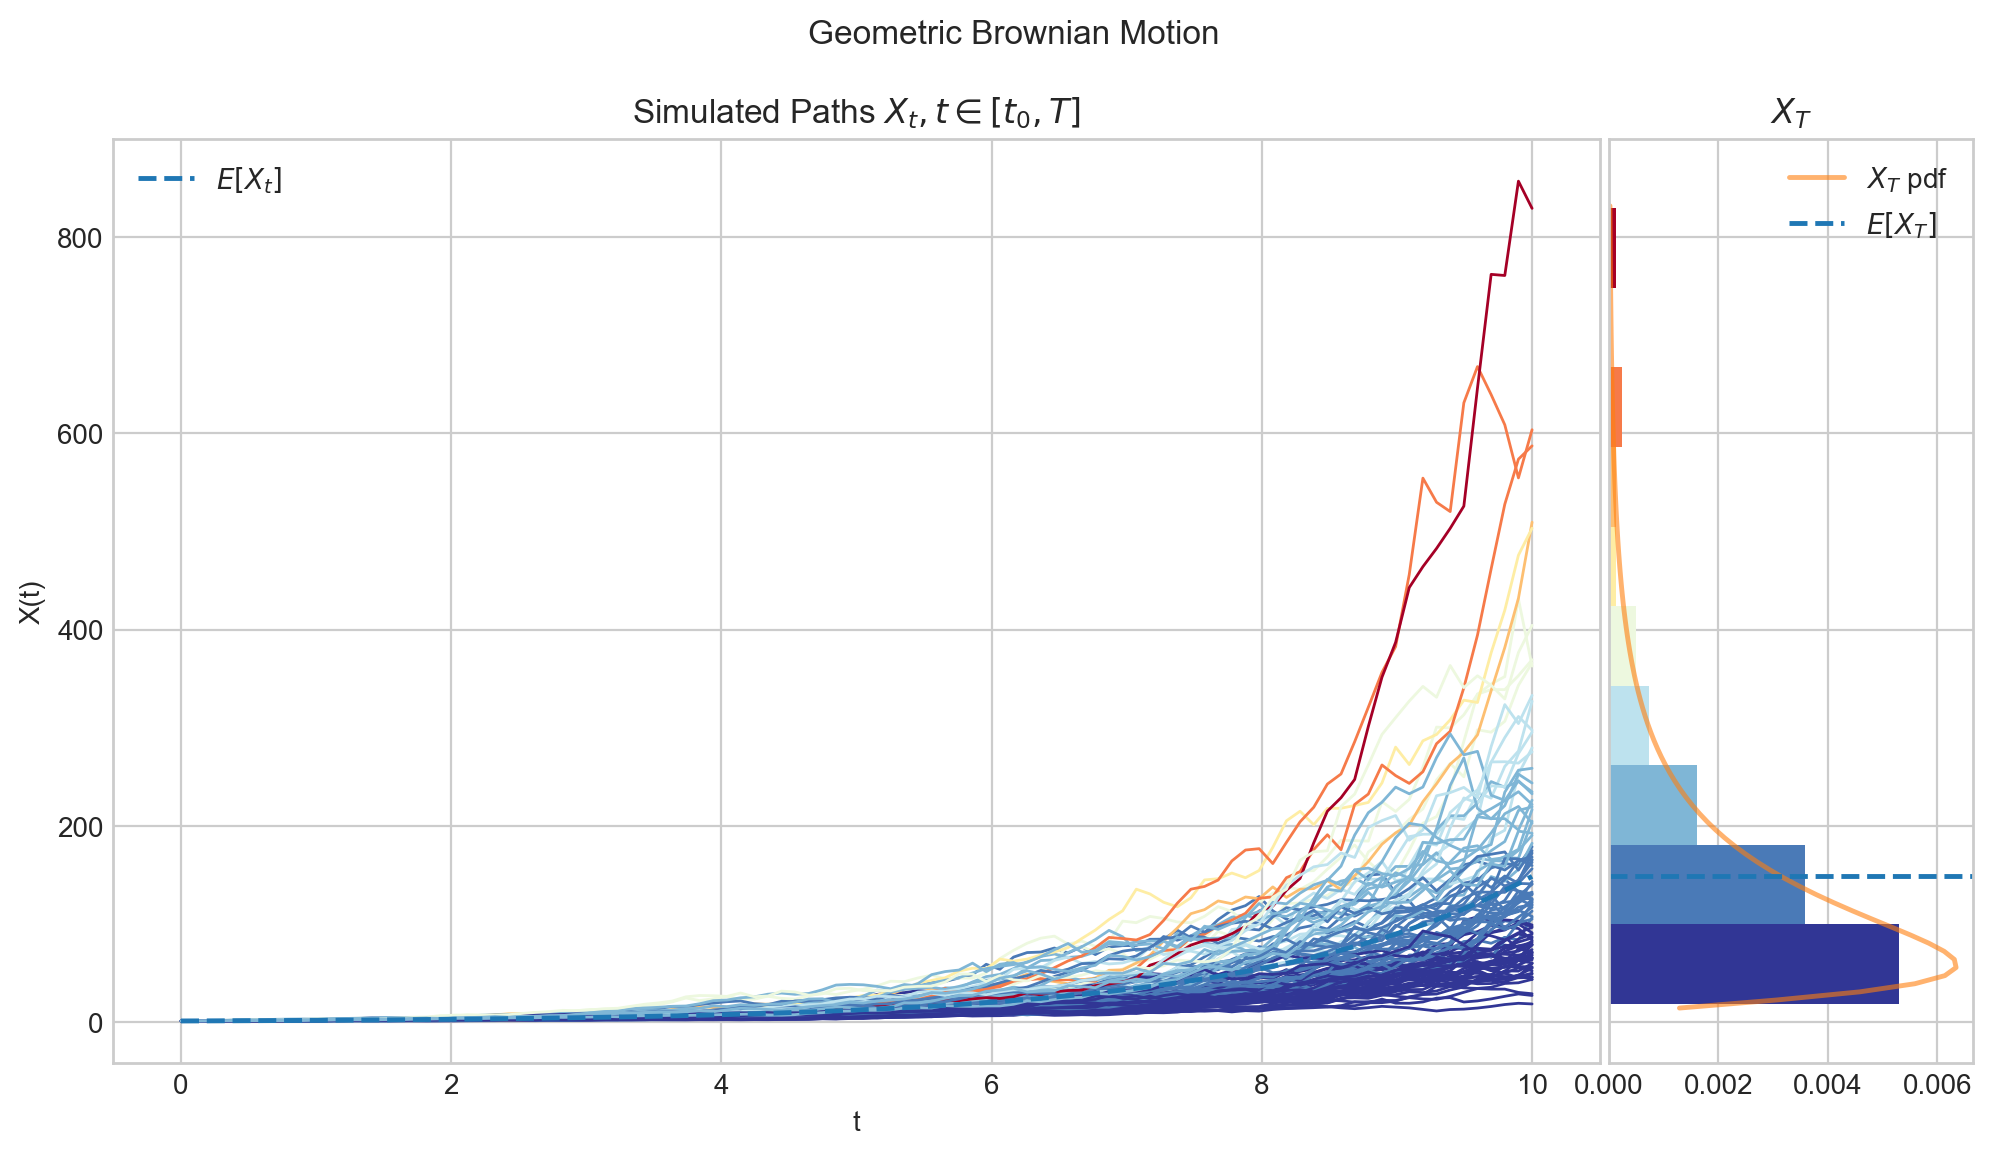 Geometric Brownian Motion
Simulated Paths $X_t, t \in [t_0, T]$
$X_T$
$E[X_t]$
$X_T$ pdf
$E[X_T]$
800
600
400
200
0
X(t)
0 2 4 6 8 10
0.000 0.002 0.004 0.006
t